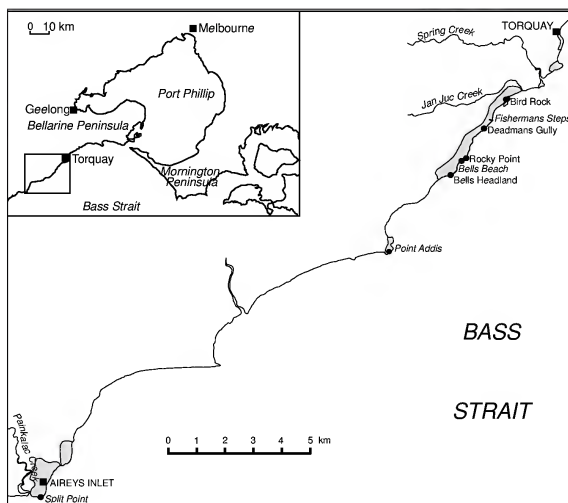 0 10 km
Melbourne
Port Phillip
Geelong
Bellarine Peninsula
Torquay
Mornington
Peninsula
Bass Strait
TORQUAY
Spring Creek
Jan Juc Creek
Bird Rock
Fishermans Steps
Deadmans Gully
Rocky Point
Bells Beach
Bells Headland
Point Addis
BASS
STRAIT
0 1 2 3 4 5 km
Painkalac
Creek
AIREYS INLET
Split Point